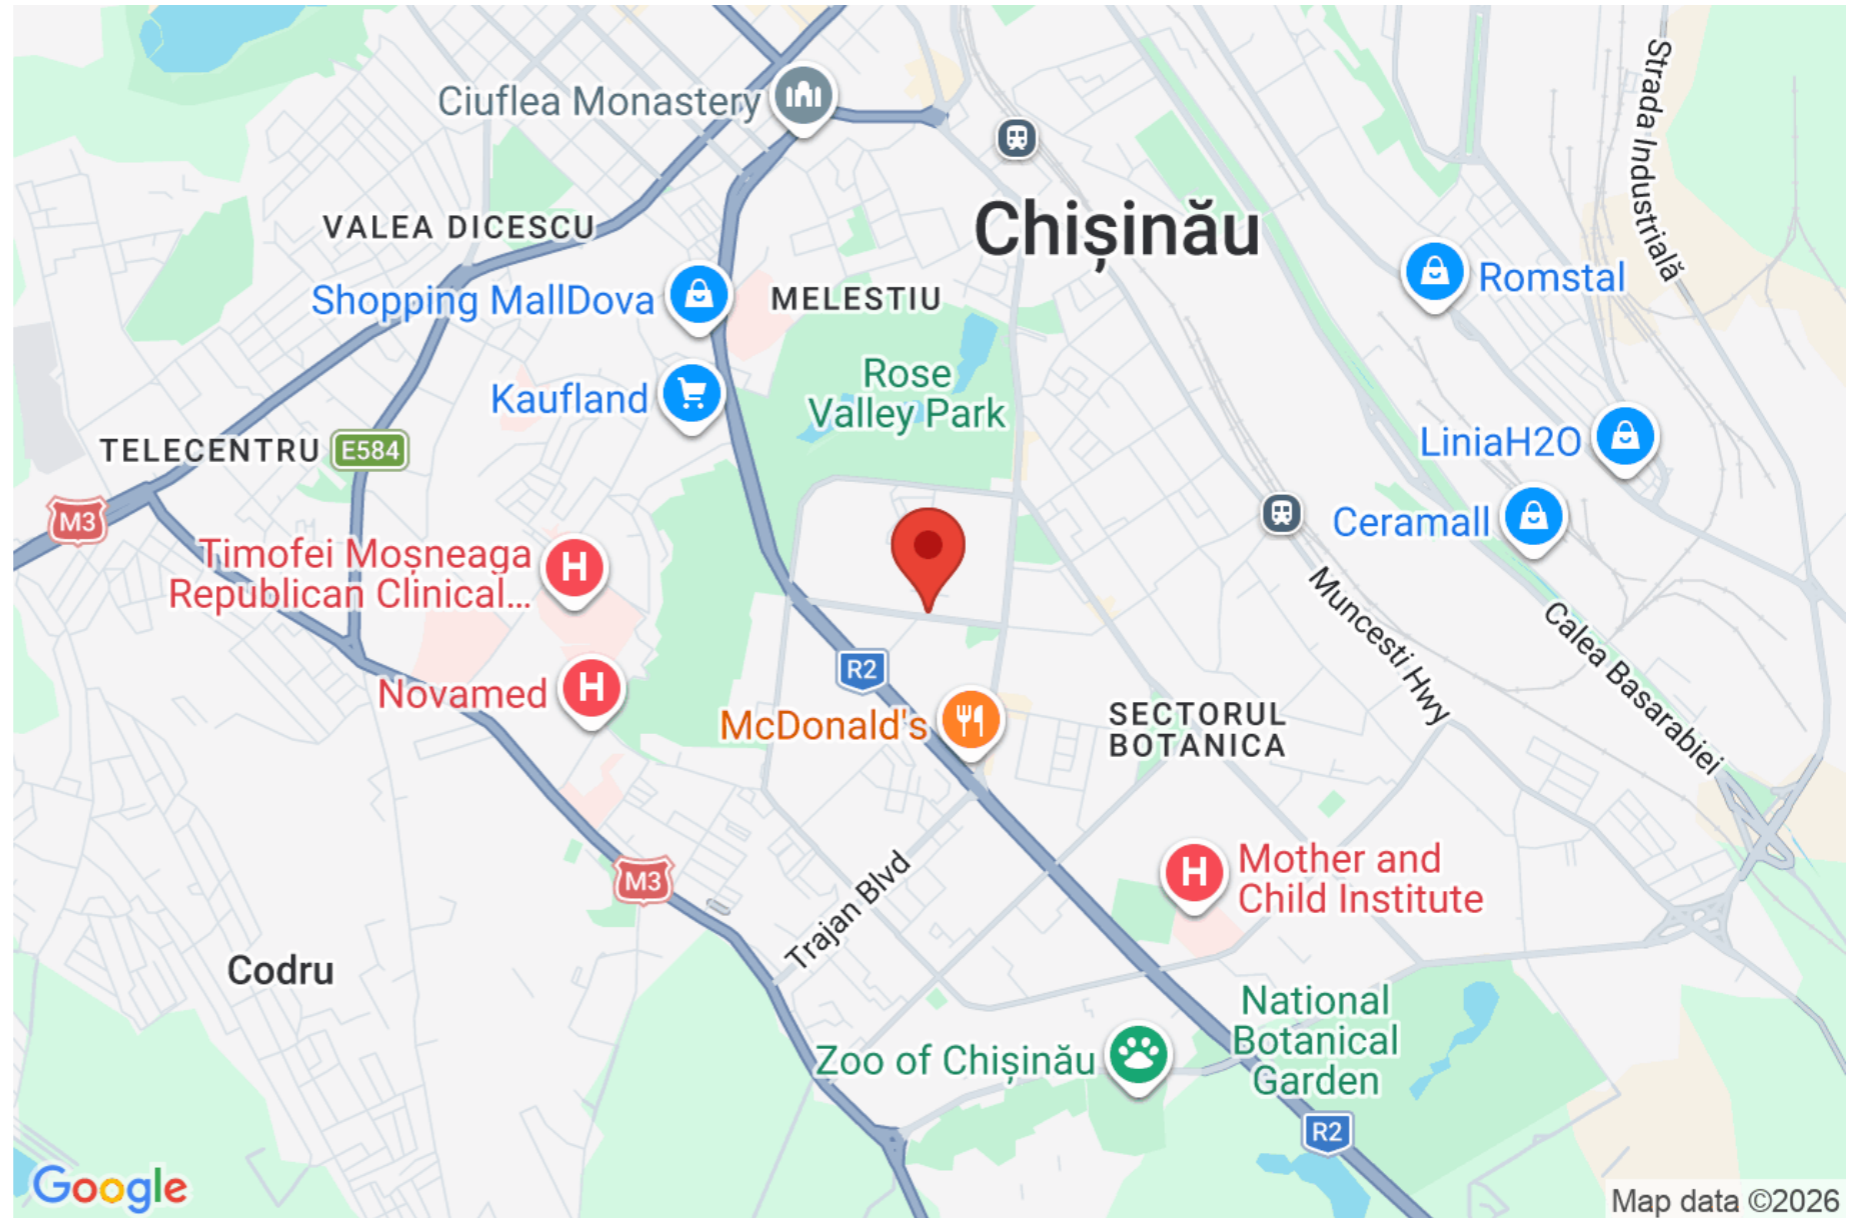 Ciuflea Monastery
Strada Industrială
Chișinău
VALEA DICESCU
Shopping MallDova
MELESTIU
Romstal
Rose
Valley Park
Kaufland
TELECENTRU
E584
LiniaH2O
M3
Ceramall
Timofei Moșneaga
Republican Clinical...
H
Muncesti Hwy
Calea Basarabiei
R2
Novamed
H
McDonald's
SECTORUL
BOTANICA
M3
Trajan Blvd
H
Mother and
Child Institute
Codru
National
Botanical
Garden
Zoo of Chișinău
R2
Google
Map data ©2026